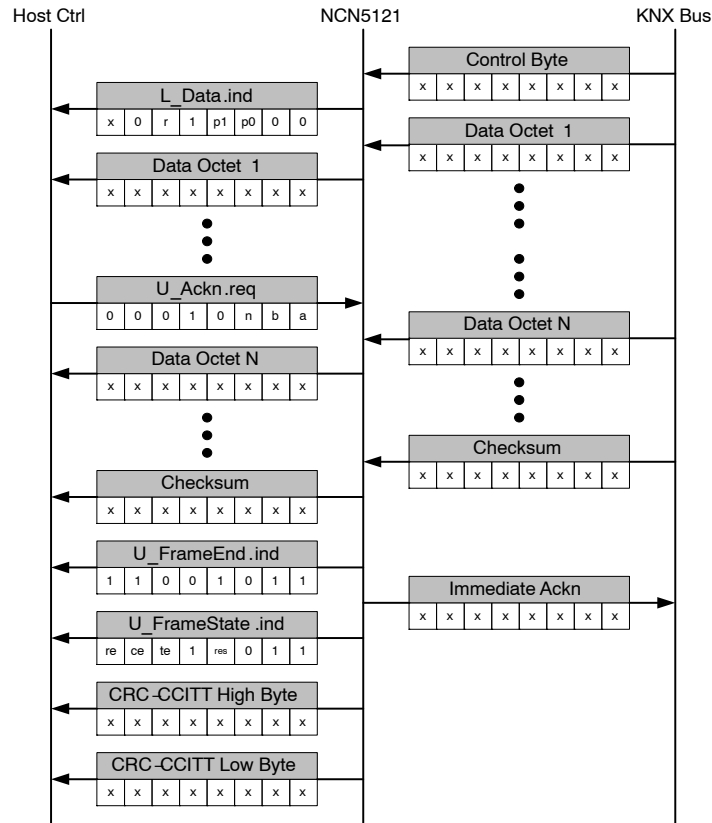 Host Ctrl NCN5121 KNX Bus
Control Byte
x x x x x x x x
L_Data.ind
x 0 r 1 p1 p0 0 0
Data Octet 1
x x x x x x x x
Data Octet 1
x x x x x x x x
U_Ackn.req
0 0 0 1 0 n b a
Data Octet N
x x x x x x x x
Data Octet N
x x x x x x x x
Checksum
x x x x x x x x
Checksum
x x x x x x x x
U_FrameEnd.ind
1 1 0 0 1 0 1 1
Immediate Ackn
x x x x x x x x
U_FrameState.ind
re ce te 1 res 0 1 1
CRC-CCITT High Byte
x x x x x x x x
CRC-CCITT Low Byte
x x x x x x x x